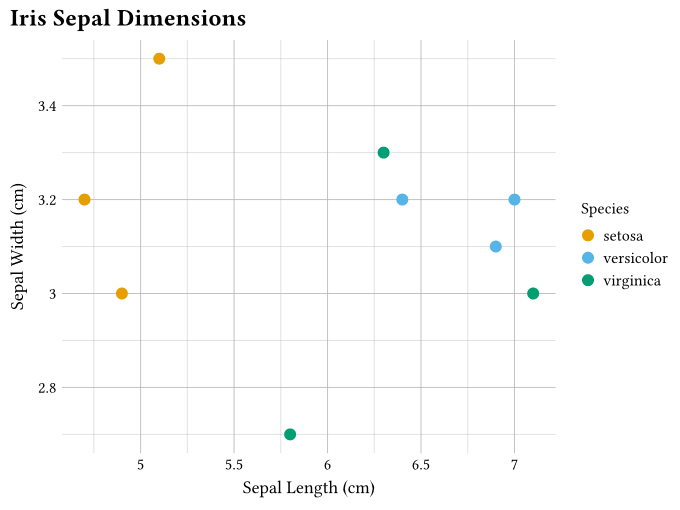 Iris Sepal Dimensions
Sepal Width (cm)
3.4
3.2
3
2.8
5
5.5
6
6.5
7
Sepal Length (cm)
Species
setosa
versicolor
virginica